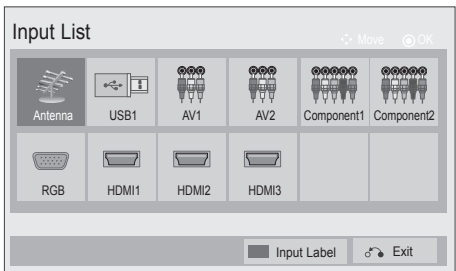 Input List
Move OK
Antenna USB1 AV1 AV2 Component1 Component2
RGB HDMI1 HDMI2 HDMI3
Input Label Exit